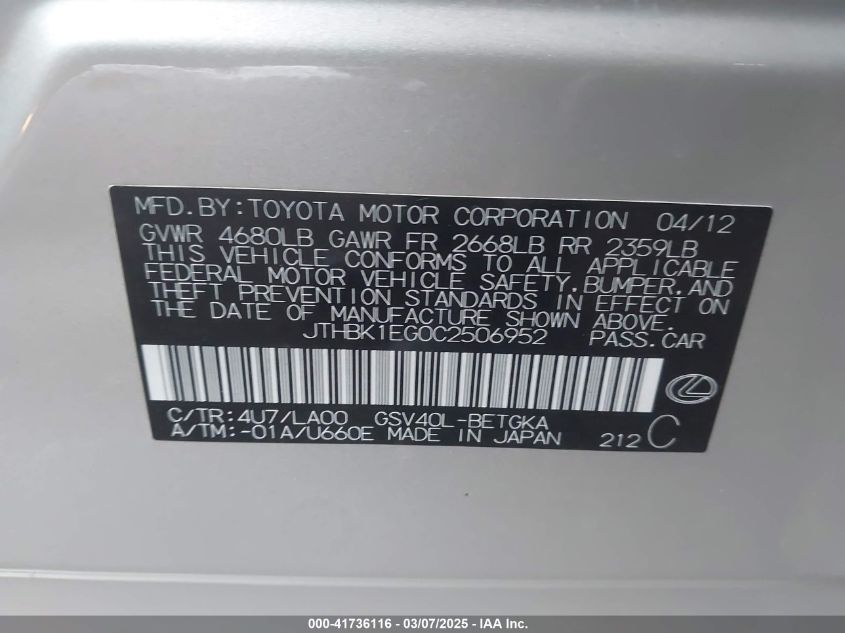 MFD.BY:TOYOTA MOTOR CORPORATION 04/12
GVWR 4680LB GAWR FR 2668LB RR 2359LB
THIS VEHICLE CONFORMS TO ALL APPLICABLE
FEDERAL MOTOR VEHICLE SAFETY,BUMPER,AND
THEFT PREVENTION STANDARDS IN EFFECT ON
THE DATE OF MANUFACTURE SHOWN ABOVE.
JTHBK1EG0C2506952 PASS.CAR
C/TR:4U7/LA00 GSV40L-BETGKA
A/TM:-01A/U660E MADE IN JAPAN 212 C
000-41736116 - 03/07/2025 - IAA Inc.